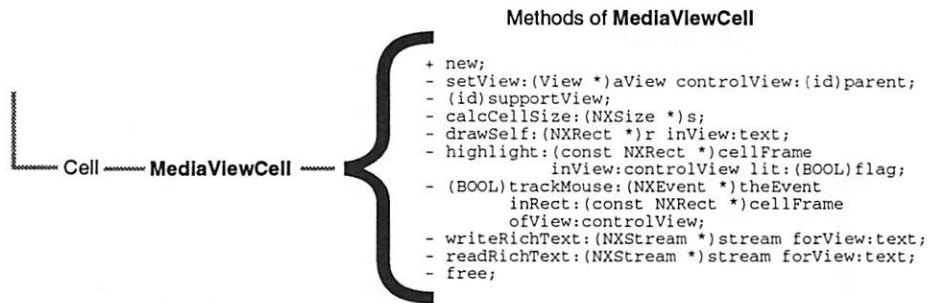 Methods of MediaViewCell
+ new;
- setView:(View *)aView controlView:(id)parent;
- (id)supportView;
- calcCellSize:(NXSize *)s;
- drawSelf:(NXRect *)r inView:text;
- highlight:(const NXRect *)cellFrame
inView:controlView lit:(BOOL)flag;
Cell MediaViewCell
- (BOOL)trackMouse:(NXEvent *)theEvent
inRect:(const NXRect *)cellFrame
ofView:controlView;
- writeRichText:(NXStream *)stream forView:text;
- readRichText:(NXStream *)stream forView:text;
- free;